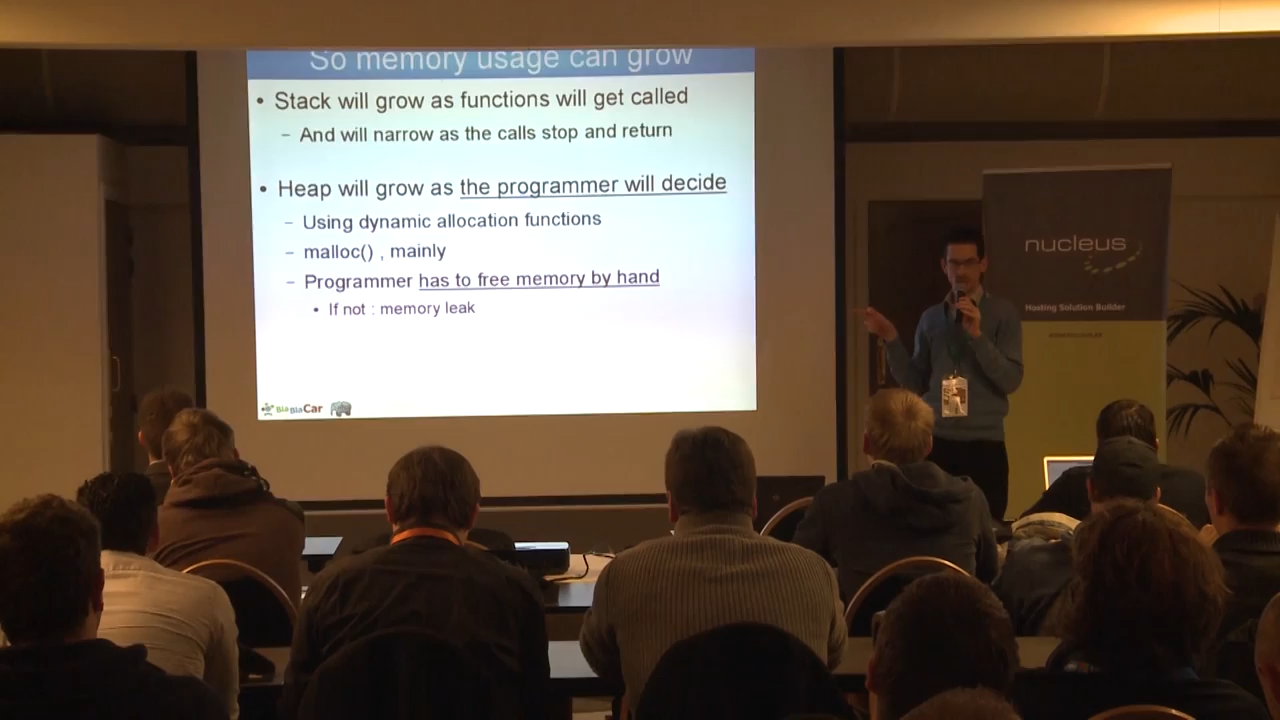 So memory usage can grow
• Stack will grow as functions will get called
– And will narrow as the calls stop and return
• Heap will grow as the programmer will decide
– Using dynamic allocation functions
– malloc() , mainly
– Programmer has to free memory by hand
• If not : memory leak
BlaBlaCar
nucleus
Hosting Solution Builder